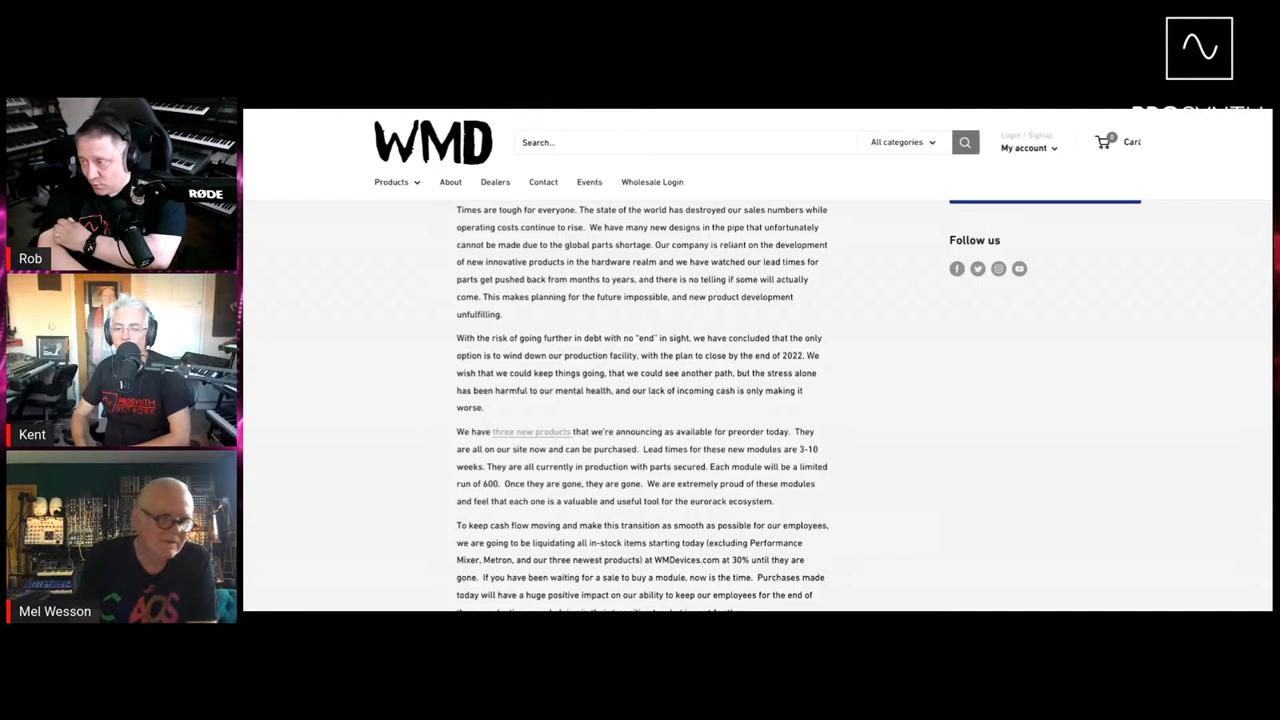 PROSYNTH
WMD
Search...
All categories
Login / Signup
My account
0
Cart
Products
About
Dealers
Contact
Events
Wholesale Login
Times are tough for everyone. The state of the world has destroyed our sales numbers while
operating costs continue to rise. We have many new designs in the pipe that unfortunately
cannot be made due to the global parts shortage. Our company is reliant on the development
of new innovative products in the hardware realm and we have watched our lead times for
parts get pushed back from months to years, and there is no telling if some will actually
come. This makes planning for the future impossible, and new product development
unfulfilling.
With the risk of going further in debt with no "end" in sight, we have concluded that the only
option is to wind down our production facility, with the plan to close by the end of 2022. We
wish that we could keep things going, that we could see another path, but the stress alone
has been harmful to our mental health, and our lack of incoming cash is only making it
worse.
We have three new products that we're announcing as available for preorder today. They
are all on our site now and can be purchased. Lead times for these new modules are 3-10
weeks. They are all currently in production with parts secured. Each module will be a limited
run of 600. Once they are gone, they are gone. We are extremely proud of these modules
and feel that each one is a valuable and useful tool for the eurorack ecosystem.
To keep cash flow moving and make this transition as smooth as possible for our employees,
we are going to be liquidating all in-stock items starting today (excluding Performance
Mixer, Metron, and our three newest products) at WMDevices.com at 30% until they are
gone. If you have been waiting for a sale to buy a module, now is the time. Purchases made
today will have a huge positive impact on our ability to keep our employees for the end of
Follow us
RØDE
Rob
PROSYNTH
NETWORK
Kent
CHAOS
Mel Wesson